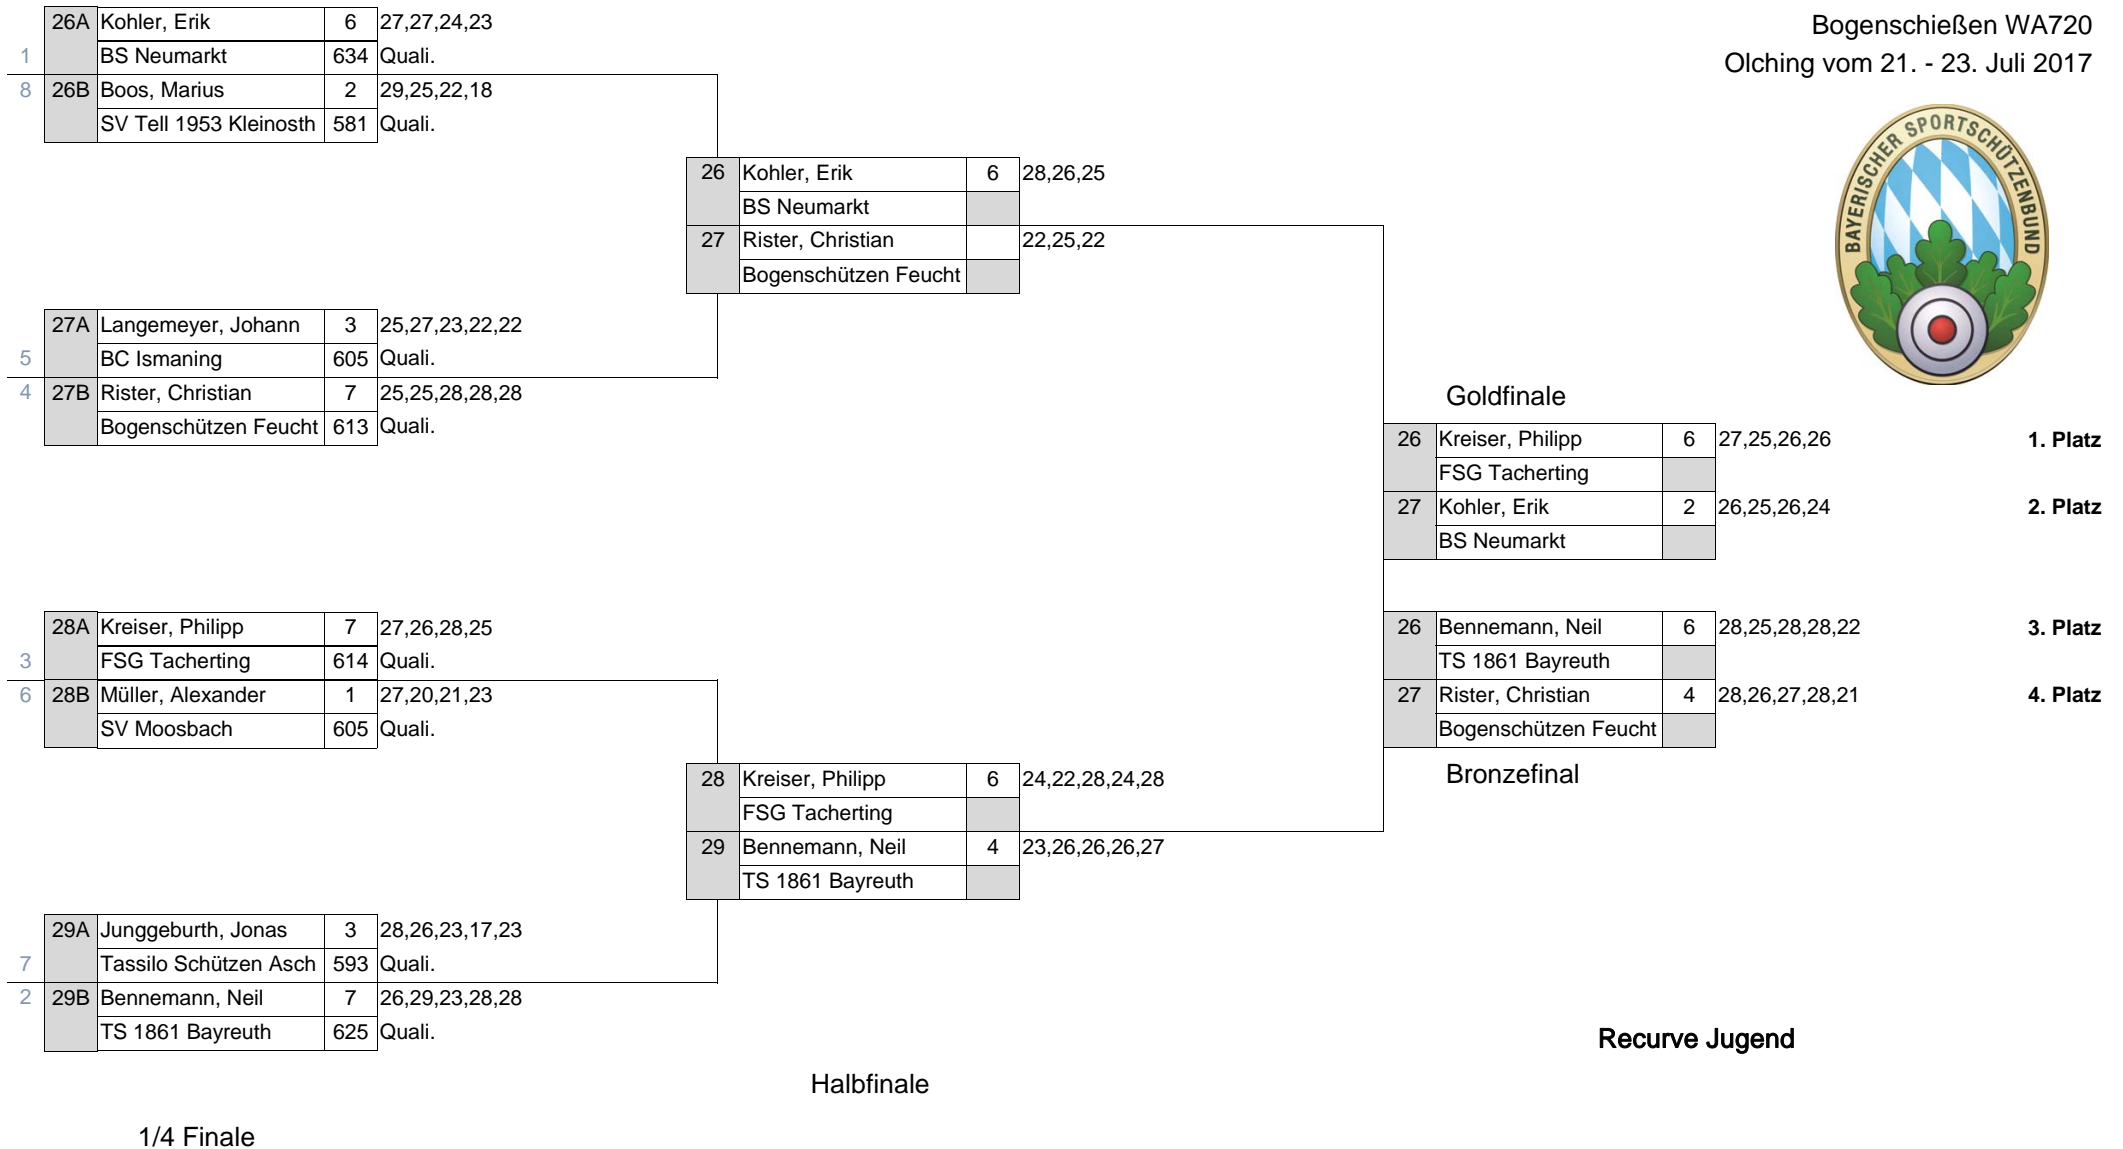 Bogenschießen WA720
Olching vom 21. - 23. Juli 2017
BAYERISCHER SPORTSCHÜTZENBUND
26A Kohler, Erik 6 27,27,24,23
1 BS Neumarkt 634 Quali.
8 26B Boos, Marius 2 29,25,22,18
SV Tell 1953 Kleinosth 581 Quali.
26 Kohler, Erik 6 28,26,25
BS Neumarkt
27 Rister, Christian 22,25,22
Bogenschützen Feucht
27A Langemeyer, Johann 3 25,27,23,22,22
5 BC Ismaning 605 Quali.
4 27B Rister, Christian 7 25,25,28,28,28
Bogenschützen Feucht 613 Quali.
Goldfinale
26 Kreiser, Philipp 6 27,25,26,26 1. Platz
FSG Tacherting
27 Kohler, Erik 2 26,25,26,24 2. Platz
BS Neumarkt
28A Kreiser, Philipp 7 27,26,28,25
3 FSG Tacherting 614 Quali.
6 28B Müller, Alexander 1 27,20,21,23
SV Moosbach 605 Quali.
26 Bennemann, Neil 6 28,25,28,28,22 3. Platz
TS 1861 Bayreuth
27 Rister, Christian 4 28,26,27,28,21 4. Platz
Bogenschützen Feucht
Bronzefinal
28 Kreiser, Philipp 6 24,22,28,24,28
FSG Tacherting
29 Bennemann, Neil 4 23,26,26,26,27
TS 1861 Bayreuth
29A Junggeburth, Jonas 3 28,26,23,17,23
7 Tassilo Schützen Asch 593 Quali.
2 29B Bennemann, Neil 7 26,29,23,28,28
TS 1861 Bayreuth 625 Quali.
Recurve Jugend
Halbfinale
1/4 Finale